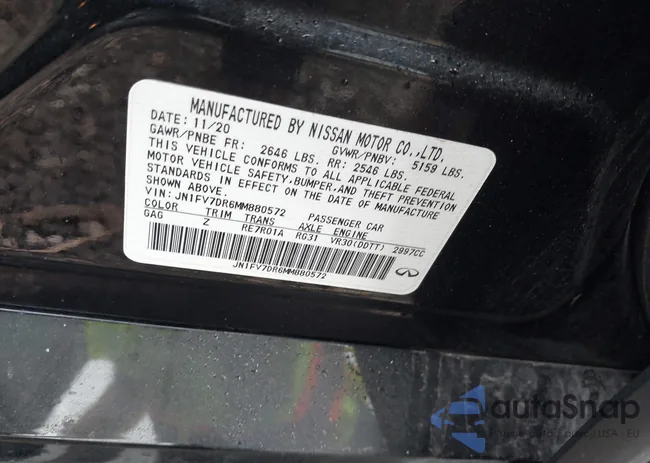 MANUFACTURED BY NISSAN MOTOR CO.,LTD.
DATE: 11/20 GVWR/PNBV: 5159 LBS.
GAWR/PNBE FR: 2646 LBS. RR: 2546 LBS.
THIS VEHICLE CONFORMS TO ALL APPLICABLE FEDERAL
MOTOR VEHICLE SAFETY,BUMPER,AND THEFT PREVENTION
STANDARDS IN EFFECT ON THE DATE OF MANUFACTURE
SHOWN ABOVE.
VIN: JN1FV7DR6MM880572 PASSENGER CAR
COLOR TRIM TRANS AXLE ENGINE
GAG Z RE7R01A RG31 VR30(DDTT) 2997CC
JN1FV7DR6MM880572
autoSnap
USA - EU